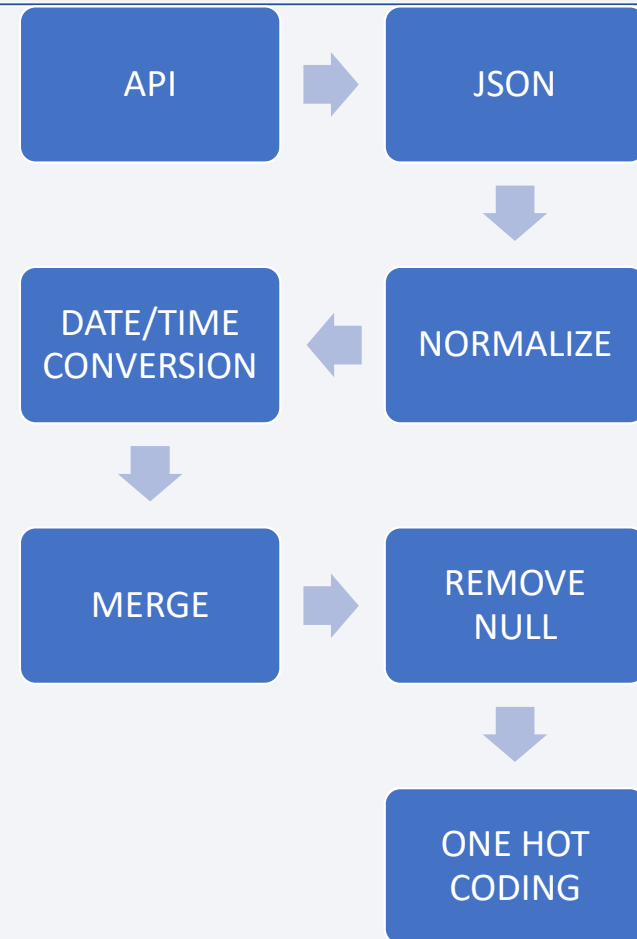 API
JSON
NORMALIZE
DATE/TIME
CONVERSION
MERGE
REMOVE
NULL
ONE HOT
CODING